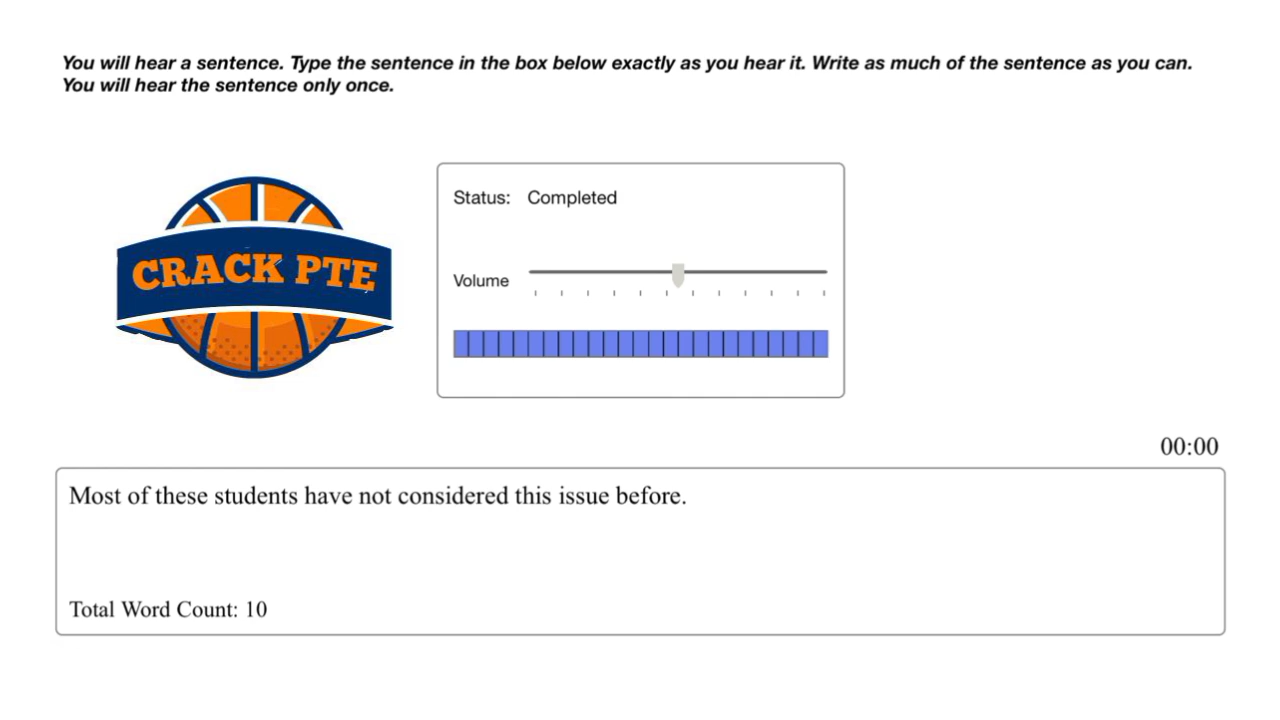 You will hear a sentence. Type the sentence in the box below exactly as you hear it. Write as much of the sentence as you can.
You will hear the sentence only once.
CRACK PTE
Status: Completed
Volume
00:00
Most of these students have not considered this issue before.
Total Word Count: 10